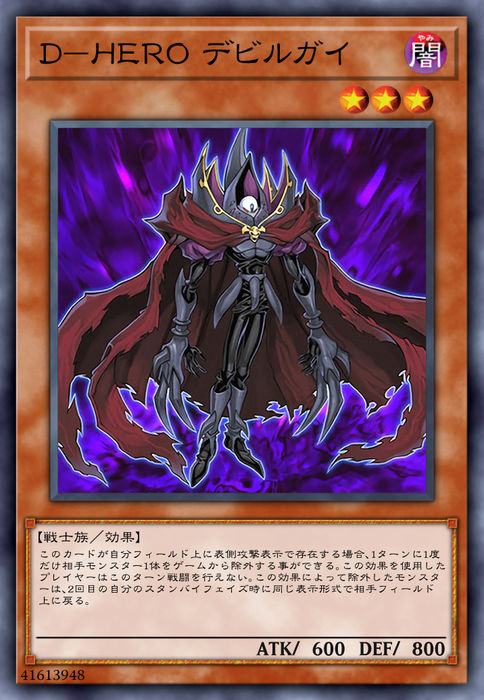 D－HERO デビルガイ
やみ
闇
【戦士族／効果】
このカードが自分フィールド上に表側攻撃表示で存在する場合、1ターンに1度
だけ相手モンスター1体をゲームから除外する事ができる。この効果を使用した
プレイヤーはこのターン戦闘を行えない。この効果によって除外したモンスタ
ーは、2回目の自分のスタンバイフェイズ時に同じ表示形式で相手フィールド
上に戻る。
ATK/ 600 DEF/ 800
41613948